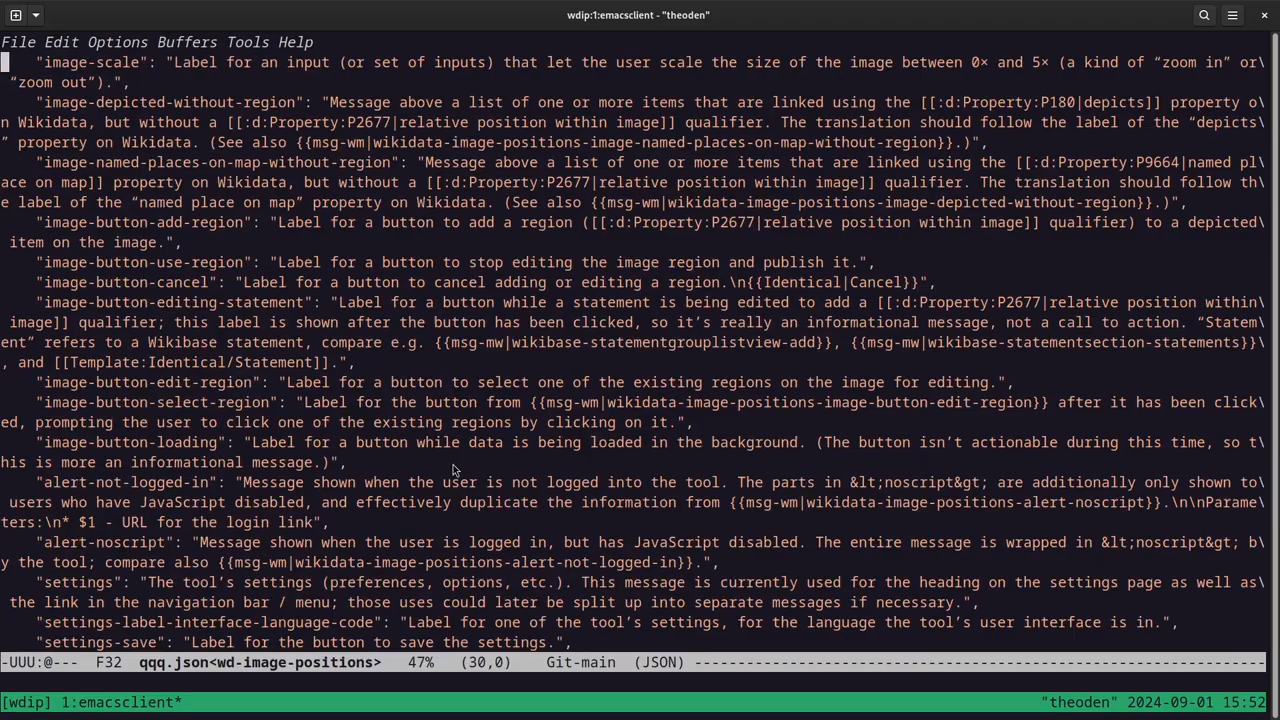 wdip:1:emacsclient - "theoden"
File Edit Options Buffers Tools Help
    "image-scale": "Label for an input (or set of inputs) that let the user scale the size of the image between 0× and 5× (a kind of “zoom in” or\
 “zoom out”).",
    "image-depicted-without-region": "Message above a list of one or more items that are linked using the [[:d:Property:P180|depicts]] property o\
n Wikidata, but without a [[:d:Property:P2677|relative position within image]] qualifier. The translation should follow the label of the “depicts\
” property on Wikidata. (See also {{msg-wm|wikidata-image-positions-image-named-places-on-map-without-region}}.)",
    "image-named-places-on-map-without-region": "Message above a list of one or more items that are linked using the [[:d:Property:P9664|named pl\
ace on map]] property on Wikidata, but without a [[:d:Property:P2677|relative position within image]] qualifier. The translation should follow th\
e label of the “named place on map” property on Wikidata. (See also {{msg-wm|wikidata-image-positions-image-depicted-without-region}}.)",
    "image-button-add-region": "Label for a button to add a region ([[:d:Property:P2677|relative position within image]] qualifier) to a depicted\
 item on the image.",
    "image-button-use-region": "Label for a button to stop editing the image region and publish it.",
    "image-button-cancel": "Label for a button to cancel adding or editing a region.\n{{Identical|Cancel}}",
    "image-button-editing-statement": "Label for a button while a statement is being edited to add a [[:d:Property:P2677|relative position within\
 image]] qualifier; this label is shown after the button has been clicked, so it’s really an informational message, not a call to action. “Statem\
ent” refers to a Wikibase statement, compare e.g. {{msg-mw|wikibase-statementgrouplistview-add}}, {{msg-mw|wikibase-statementsection-statements}}\
, and [[Template:Identical/Statement]].",
    "image-button-edit-region": "Label for a button to select one of the existing regions on the image for editing.",
    "image-button-select-region": "Label for the button from {{msg-wm|wikidata-image-positions-image-button-edit-region}} after it has been click\
ed, prompting the user to click one of the existing regions by clicking on it.",
    "image-button-loading": "Label for a button while data is being loaded in the background. (The button isn’t actionable during this time, so t\
his is more an informational message.)",
    "alert-not-logged-in": "Message shown when the user is not logged into the tool. The parts in &lt;noscript&gt; are additionally only shown to\
 users who have JavaScript disabled, and effectively duplicate the information from {{msg-wm|wikidata-image-positions-alert-noscript}}.\n\nParame\
ters:\n* $1 - URL for the login link",
    "alert-noscript": "Message shown when the user is logged in, but has JavaScript disabled. The entire message is wrapped in &lt;noscript&gt; b\
y the tool; compare also {{msg-wm|wikidata-image-positions-alert-not-logged-in}}.",
    "settings": "The tool’s settings (preferences, options, etc.). This message is currently used for the heading on the settings page as well as\
 the link in the navigation bar / menu; those uses could later be split up into separate messages if necessary.",
    "settings-label-interface-language-code": "Label for one of the tool’s settings, for the language the tool’s user interface is in.",
    "settings-save": "Label for the button to save the settings.",
-UUU:@---  F32  qqq.json<wd-image-positions>   47%   (30,0)    Git-main  (JSON) ----------------------------------------------------------------
[wdip] 1:emacsclient* "theoden" 2024-09-01 15:52